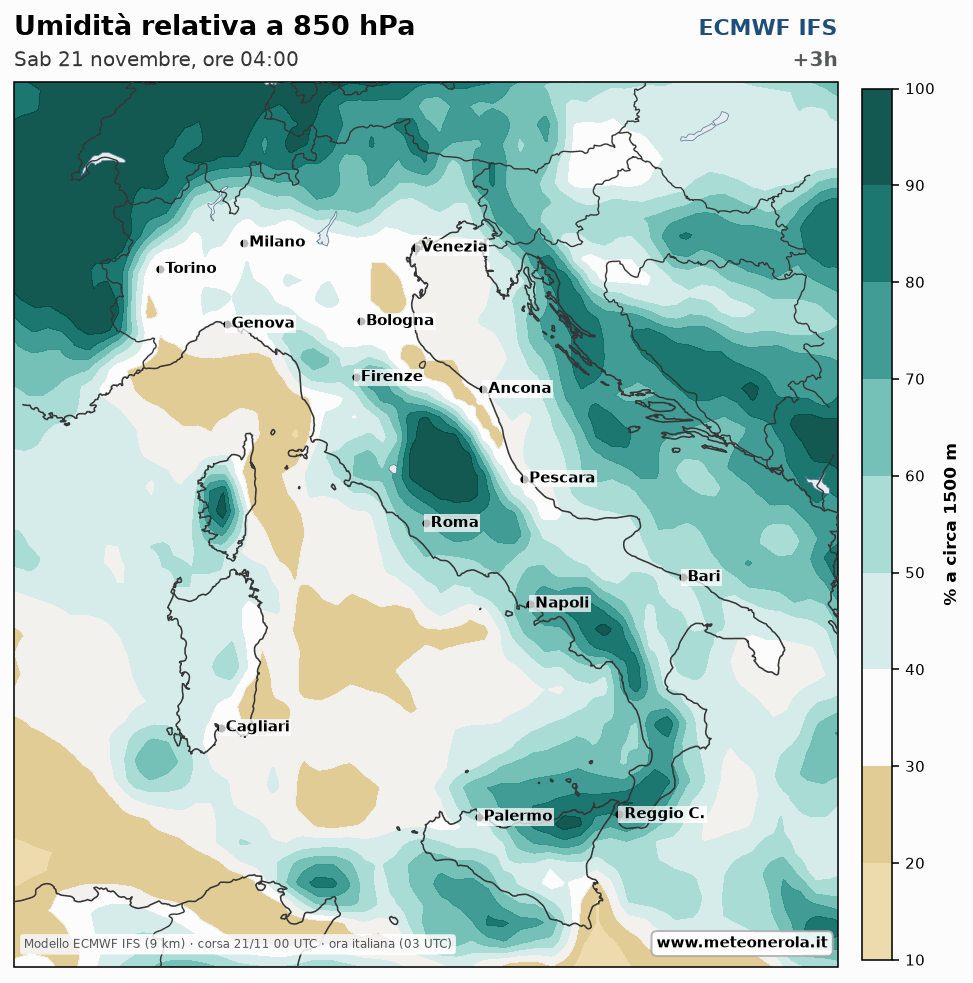 Umidità relativa a 850 hPa
ECMWF IFS
Sab 21 novembre, ore 04:00
+3h
100
90
80
70
60
50
40
30
20
10
% a circa 1500 m
Milano
Venezia
Torino
Bologna
Genova
Firenze
Ancona
Pescara
Roma
Bari
Napoli
Cagliari
Palermo
Reggio C.
Modello ECMWF IFS (9 km) · corsa 21/11 00 UTC · ora italiana (03 UTC)
www.meteonerola.it